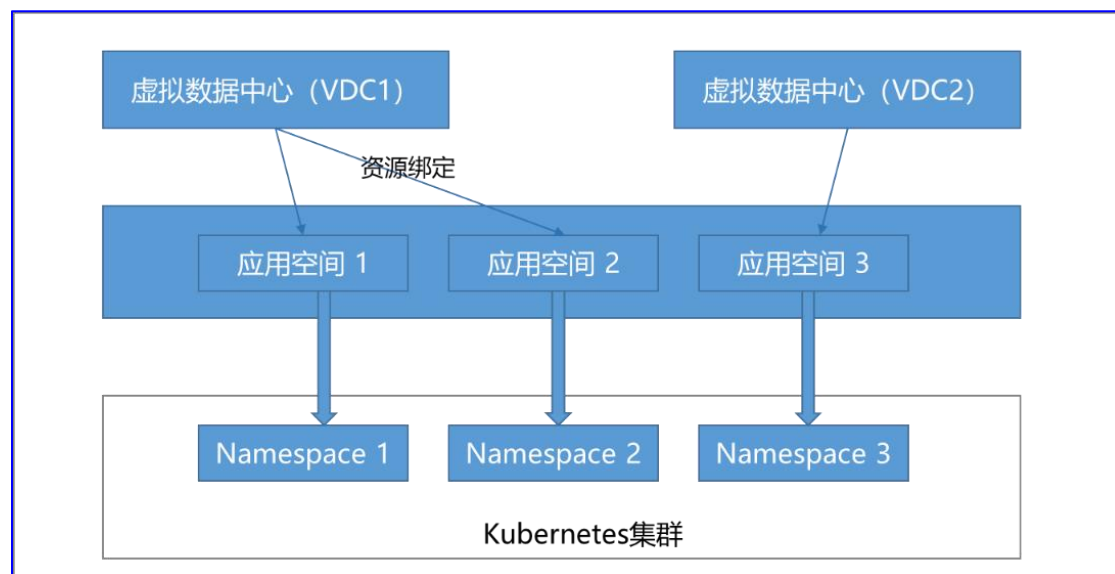 虚拟数据中心（VDC1）
虚拟数据中心（VDC2）
资源绑定
应用空间 1
应用空间 2
应用空间 3
Namespace 1
Namespace 2
Namespace 3
Kubernetes集群